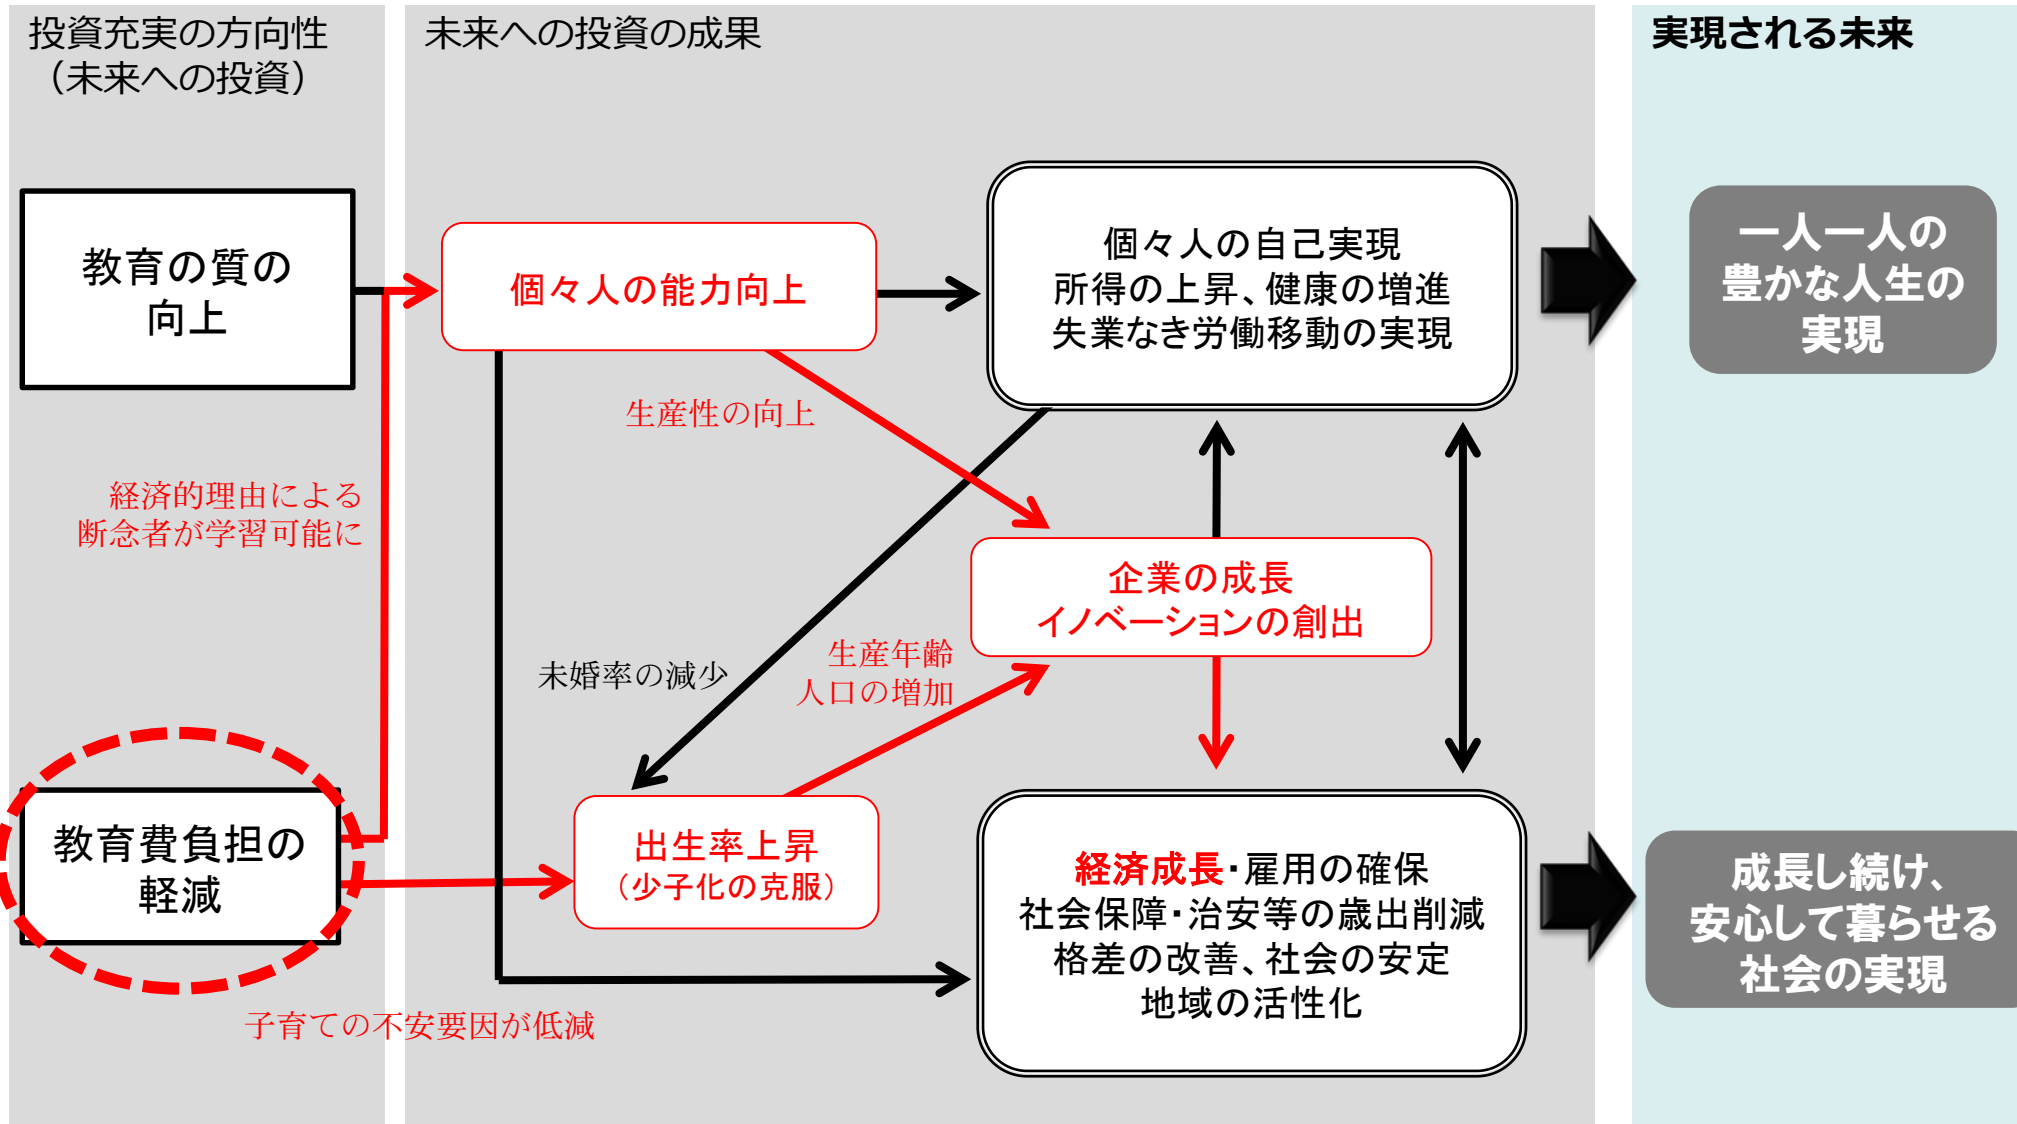 投資充実の方向性
（未来への投資）
未来への投資の成果
実現される未来
教育の質の
向上
個々人の能力向上
個々人の自己実現
所得の上昇、健康の増進
失業なき労働移動の実現
一人一人の
豊かな人生の
実現
生産性の向上
経済的理由による
断念者が学習可能に
企業の成長
イノベーションの創出
未婚率の減少
生産年齢
人口の増加
教育費負担の
軽減
出生率上昇
（少子化の克服）
経済成長・雇用の確保
社会保障・治安等の歳出削減
格差の改善、社会の安定
地域の活性化
成長し続け、
安心して暮らせる
社会の実現
子育ての不安要因が低減